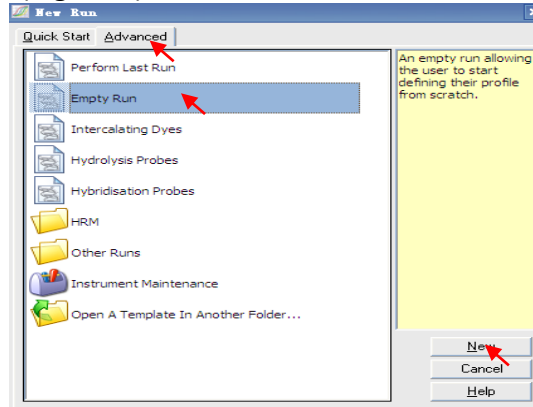 New Run
Quick Start Advanced
Perform Last Run
Empty Run
Intercalating Dyes
Hydrolysis Probes
Hybridisation Probes
HRM
Other Runs
Instrument Maintenance
Open A Template In Another Folder...
An empty run allowing
the user to start
defining their profile
from scratch.
New
Cancel
Help